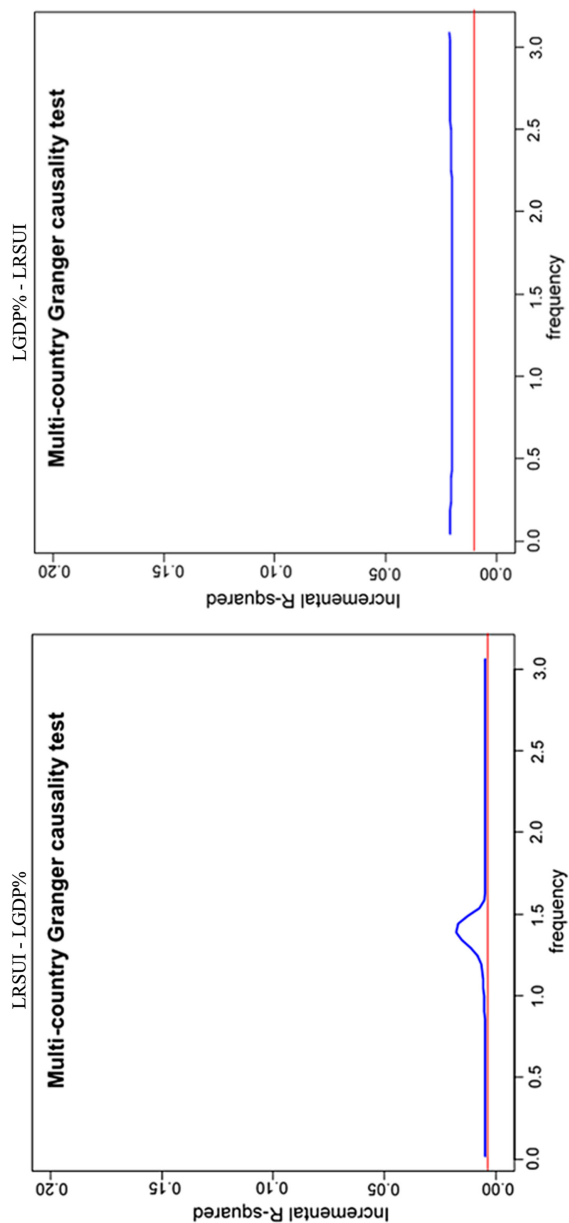 LRSUI - LGDP%
Multi-country Granger causality test
Incremental R-squared
0.20
0.15
0.10
0.05
0.00
0.0 0.5 1.0 1.5 2.0 2.5 3.0
frequency
LGDP% - LRSUI
Multi-country Granger causality test
Incremental R-squared
0.20
0.15
0.10
0.05
0.00
0.0 0.5 1.0 1.5 2.0 2.5 3.0
frequency